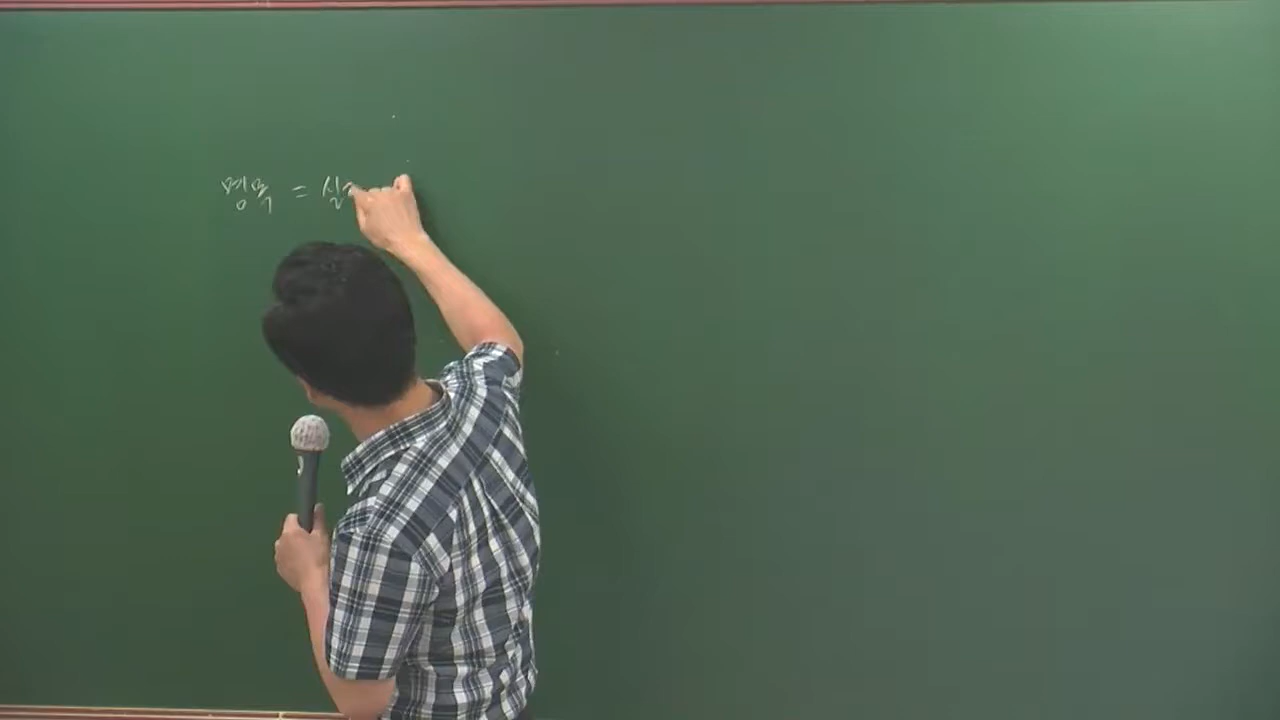 명목 = 실